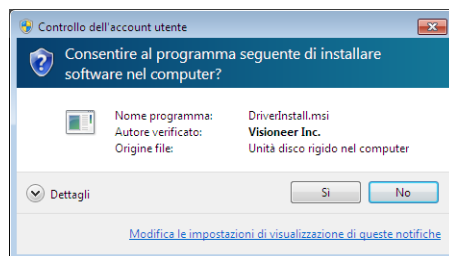 Controllo dell'account utente
Consentire al programma seguente di installare
software nel computer?
Nome programma: DriverInstall.msi
Autore verificato: Visioneer Inc.
Origine file: Unità disco rigido nel computer
Dettagli
Sì No
Modifica le impostazioni di visualizzazione di queste notifiche